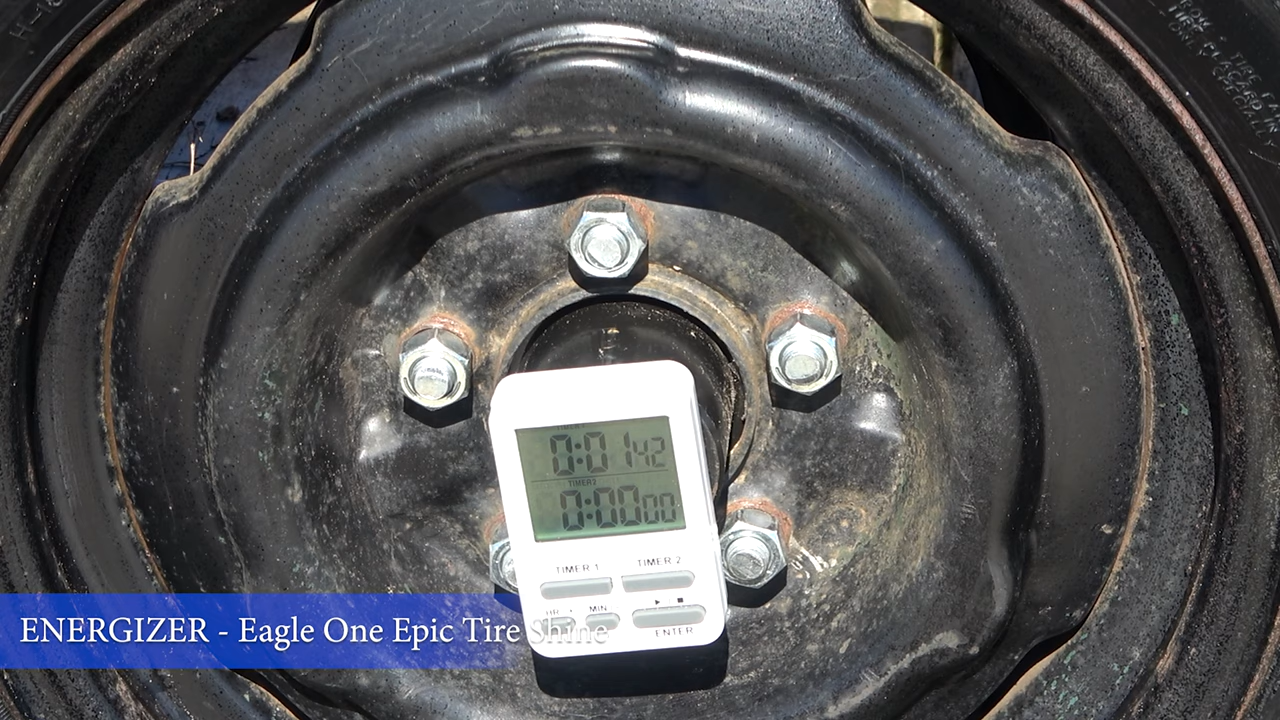 TIMER1
0:01 42
TIMER2
0:00 00
TIMER 1 TIMER 2
HR MIN
ENTER
ENERGIZER - Eagle One Epic Tire Shine